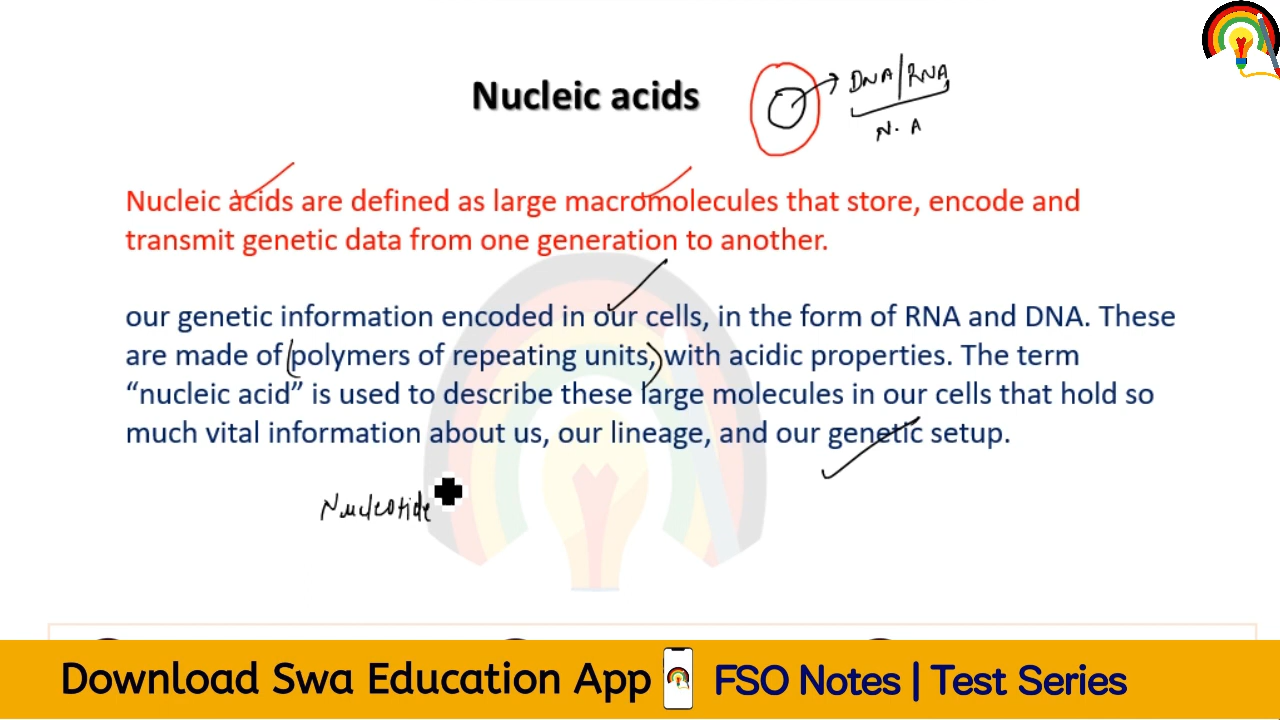 Nucleic acids
DNA/RNA
N. A
Nucleic acids are defined as large macromolecules that store, encode and
transmit genetic data from one generation to another.
our genetic information encoded in our cells, in the form of RNA and DNA. These
are made of (polymers of repeating units,) with acidic properties. The term
“nucleic acid” is used to describe these large molecules in our cells that hold so
much vital information about us, our lineage, and our genetic setup.
Nucleotide
Download Swa Education App
FSO Notes | Test Series